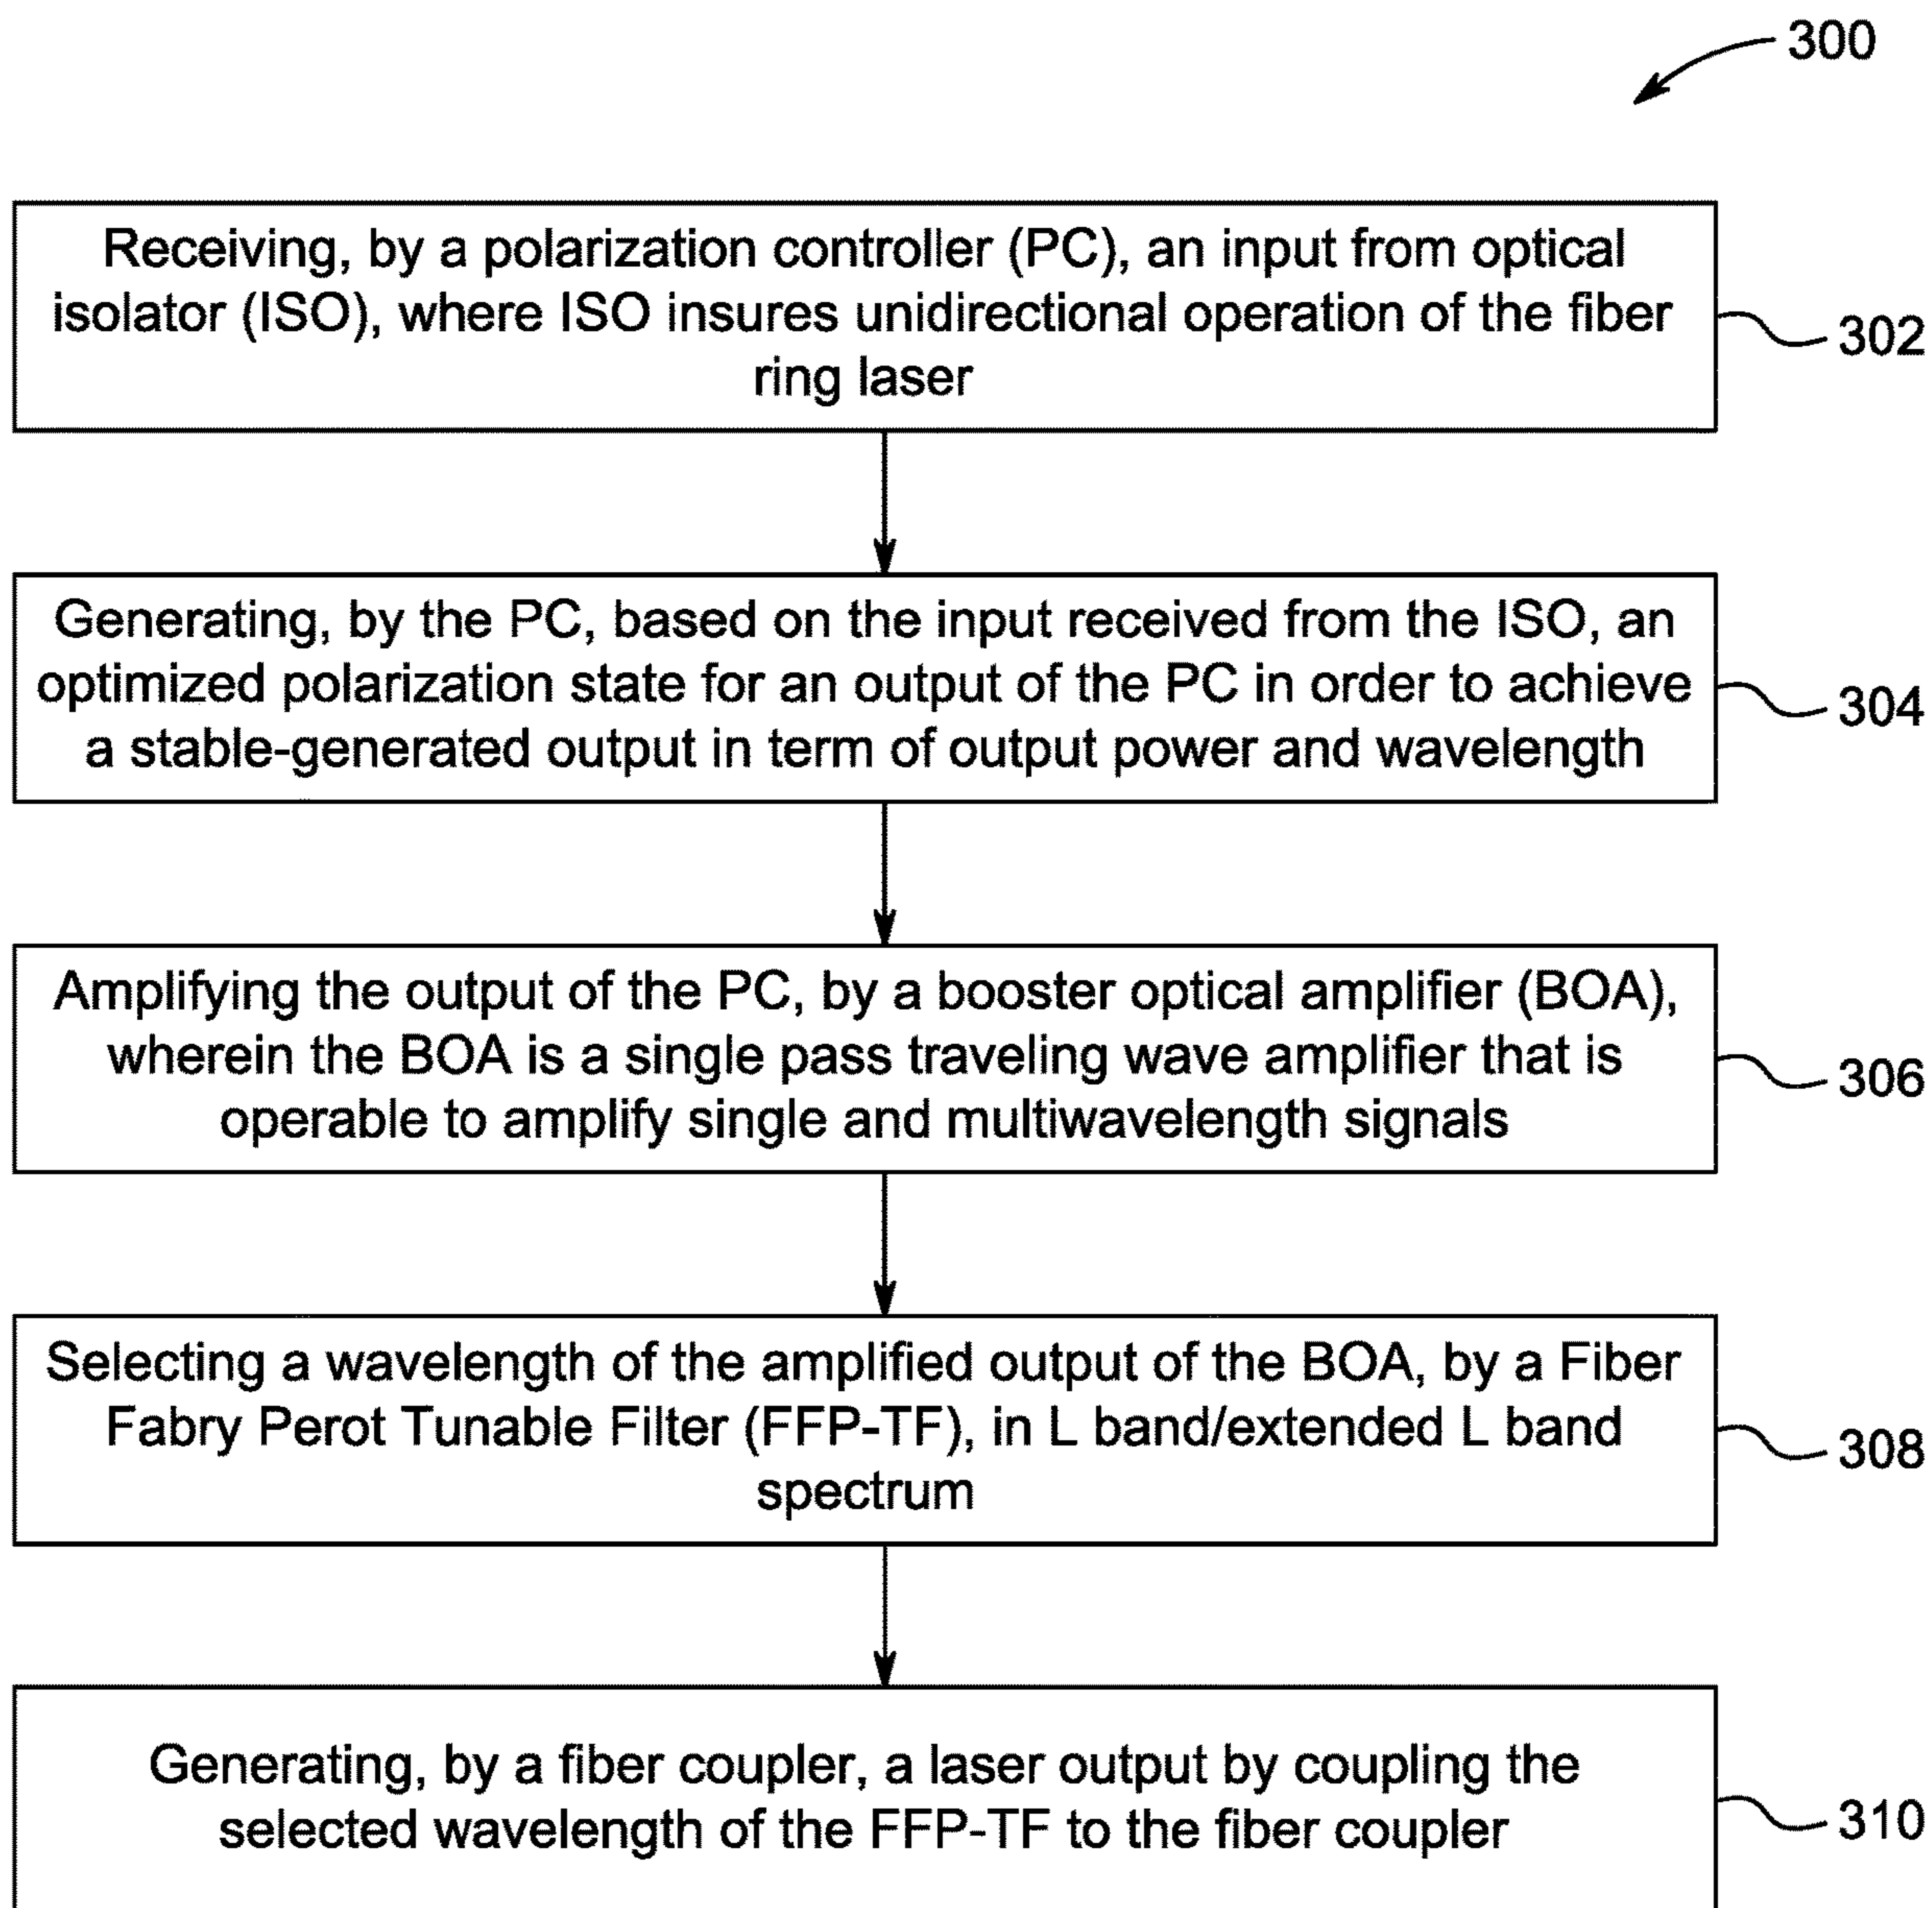 300
Receiving, by a polarization controller (PC), an input from optical
isolator (ISO), where ISO insures unidirectional operation of the fiber
ring laser
302
Generating, by the PC, based on the input received from the ISO, an
optimized polarization state for an output of the PC in order to achieve
a stable-generated output in term of output power and wavelength
304
Amplifying the output of the PC, by a booster optical amplifier (BOA),
wherein the BOA is a single pass traveling wave amplifier that is
operable to amplify single and multiwavelength signals
306
Selecting a wavelength of the amplified output of the BOA, by a Fiber
Fabry Perot Tunable Filter (FFP-TF), in L band/extended L band
spectrum
308
Generating, by a fiber coupler, a laser output by coupling the
selected wavelength of the FFP-TF to the fiber coupler
310